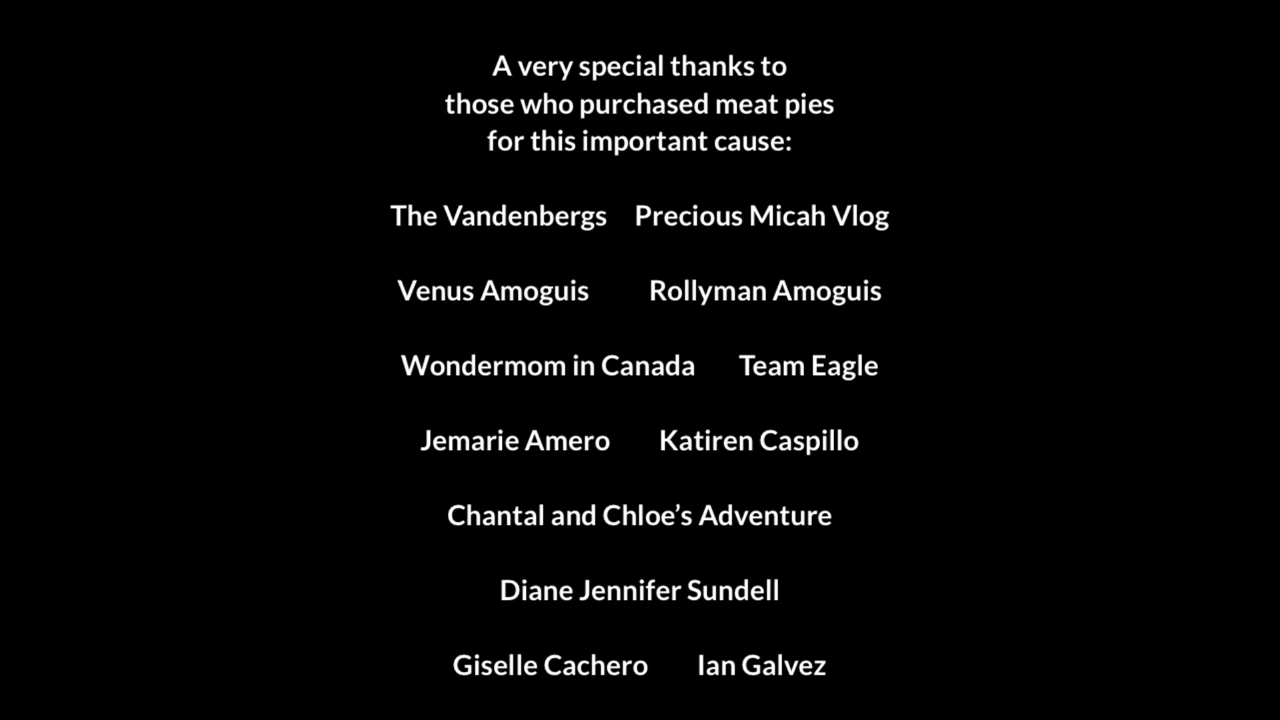 A very special thanks to
those who purchased meat pies
for this important cause:
The Vandenbergs Precious Micah Vlog
Venus Amoguis Rollyman Amoguis
Wondermom in Canada Team Eagle
Jemarie Amero Katiren Caspillo
Chantal and Chloe’s Adventure
Diane Jennifer Sundell
Giselle Cachero Ian Galvez